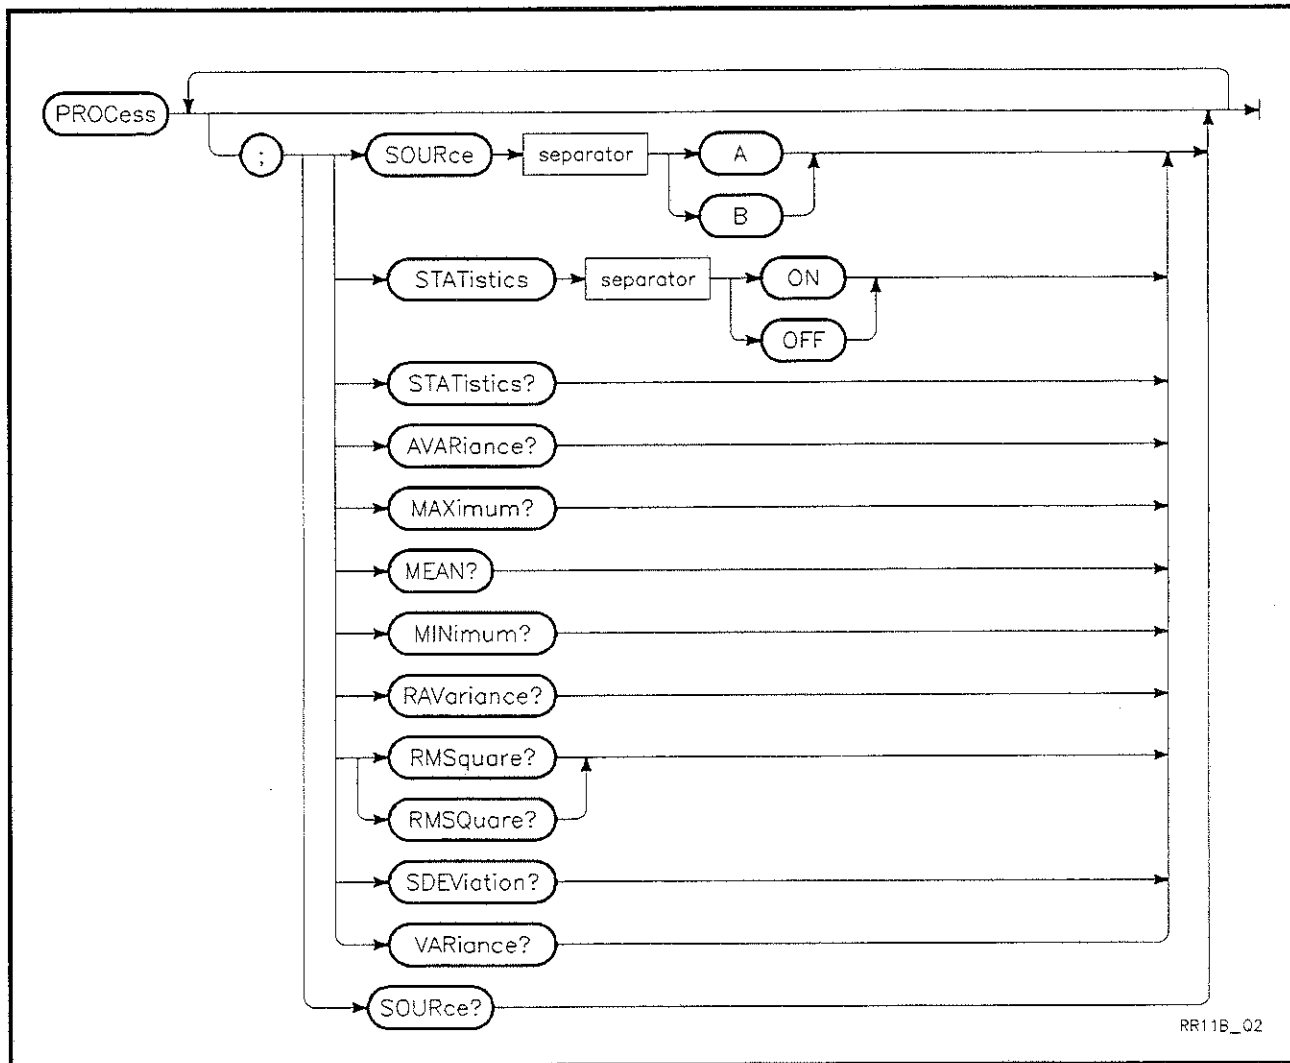 PROCess
;
SOURce separator A
B
STATistics separator ON
OFF
STATistics?
AVARiance?
MAXimum?
MEAN?
MINimum?
RAVariance?
RMSquare?
RMSQuare?
SDEViation?
VARiance?
SOURce?
RR11B_02